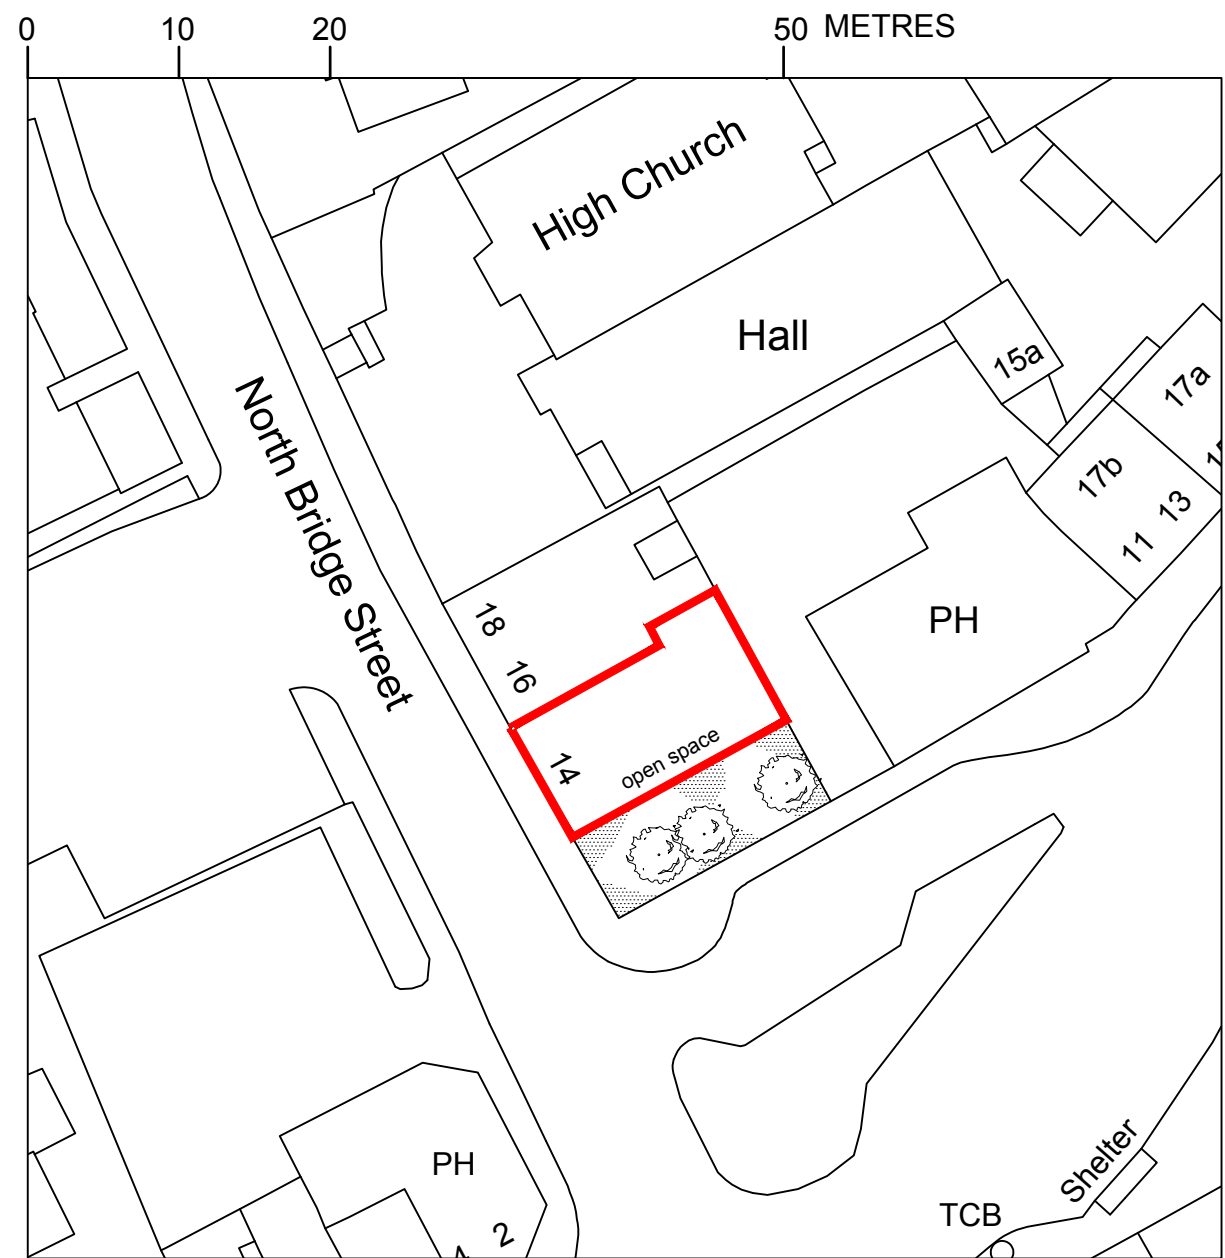 0 10 20 50 METRES
High Church
Hall
15a
17a
North Bridge Street
17b
13
11
18
PH
16
14
open space
PH
Shelter
TCB
2